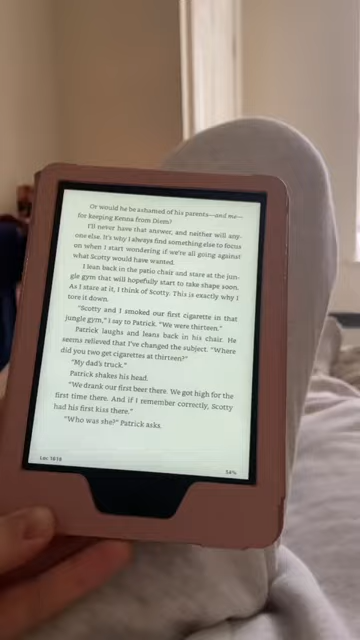 Or would he be ashamed of his parents—and me—
for keeping Kenna from Diem?
I'll never have that answer, and neither will any-
one else. It's why I always find something else to focus
on when I start wondering if we're all going against
what Scotty would have wanted.
I lean back in the patio chair and stare at the jun-
gle gym that will hopefully start to take shape soon.
As I stare at it, I think of Scotty. This is exactly why I
tore it down.
"Scotty and I smoked our first cigarette in that
jungle gym," I say to Patrick. "We were thirteen."
Patrick laughs and leans back in his chair. He
seems relieved that I've changed the subject. "Where
did you two get cigarettes at thirteen?"
"My dad's truck."
Patrick shakes his head.
"We drank our first beer there. We got high for the
first time there. And if I remember correctly, Scotty
had his first kiss there."
"Who was she?" Patrick asks.
54%